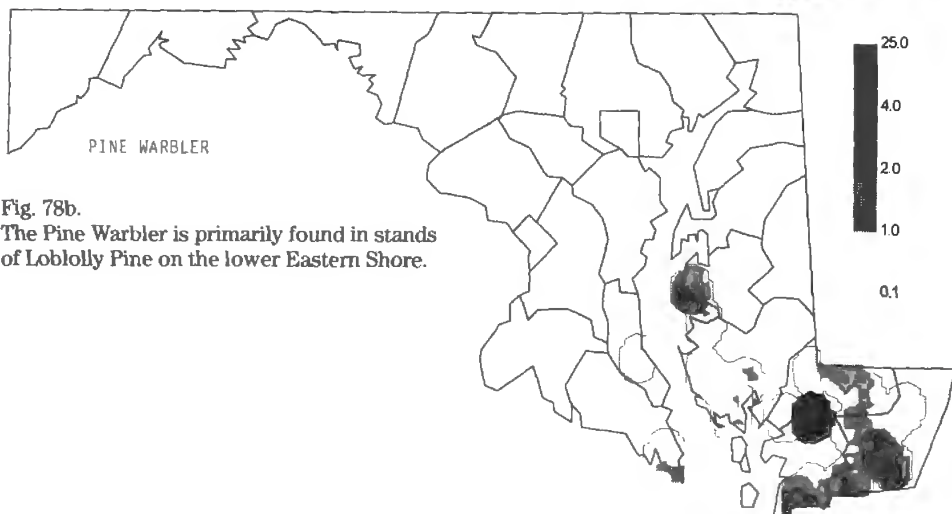 25.0
4.0
PINE WARBLER
2.0
Fig. 78b.
The Pine Warbler is primarily found in stands
of Loblolly Pine on the lower Eastern Shore.
1.0
0.1